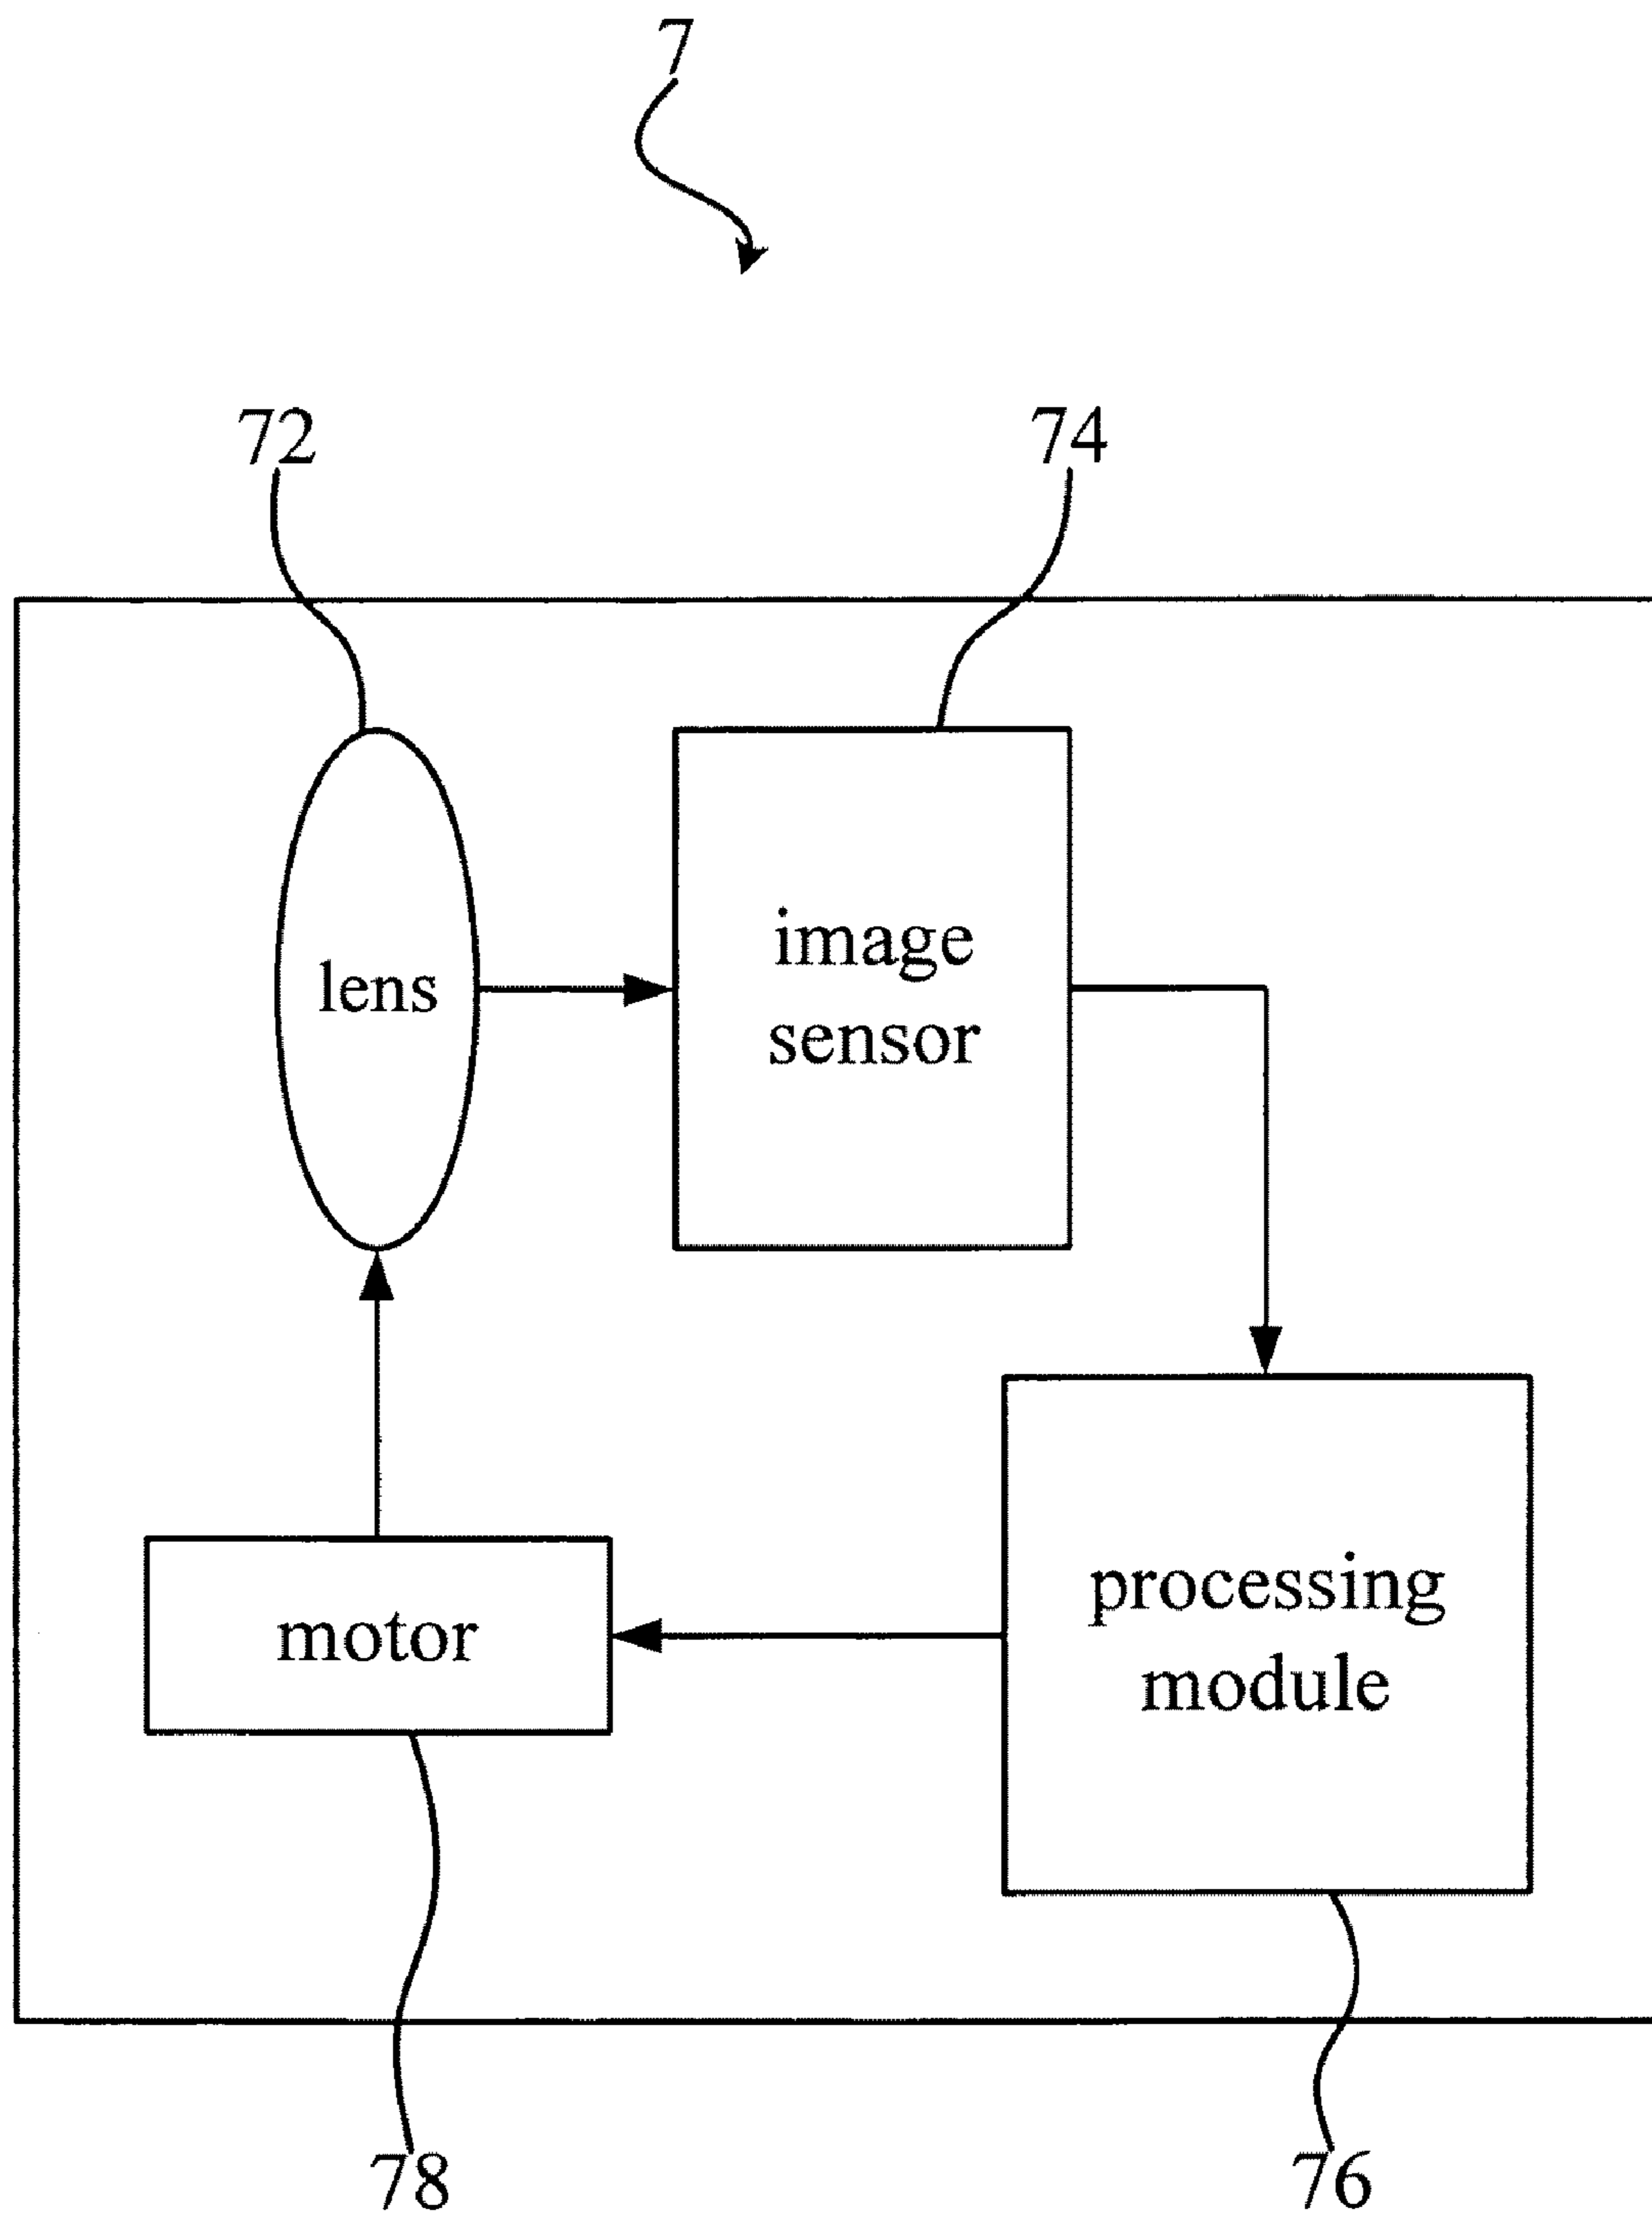 7
72
74
lens
image
sensor
motor
processing
module
78
76